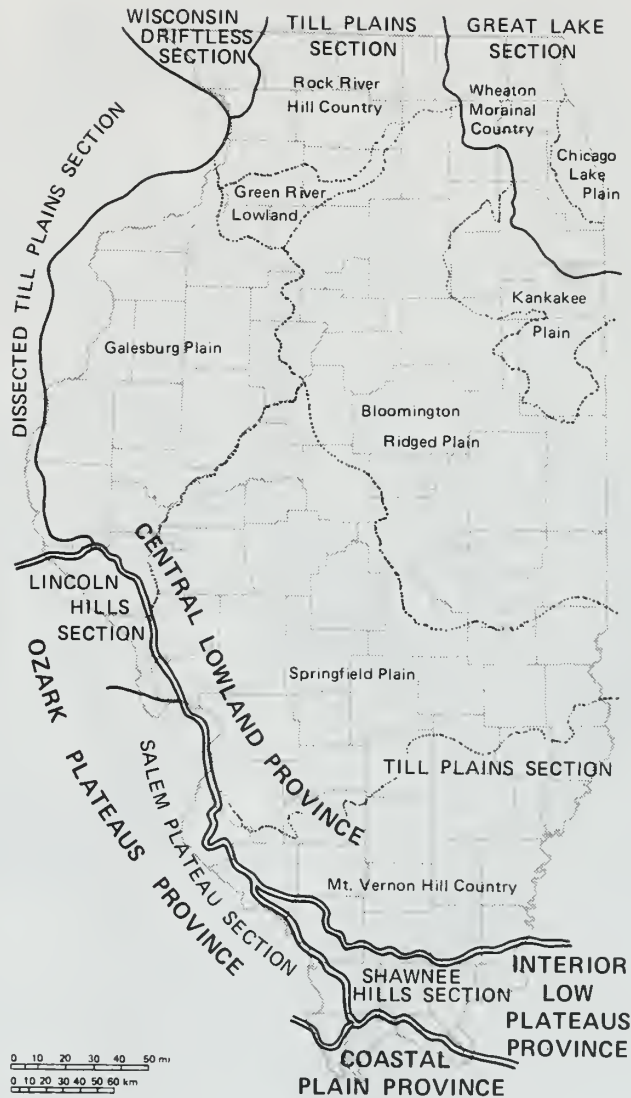 WISCONSIN
DRIFTLESS
SECTION
TILL PLAINS
SECTION
GREAT LAKE
SECTION
Rock River
Hill Country
Wheaton
Morainal
Country
Chicago
Lake
Plain
Green River
Lowland
DISSECTED TILL PLAINS SECTION
Kankakee
Plain
Galesburg Plain
Bloomington
Ridged Plain
CENTRAL LOWLAND PROVINCE
LINCOLN
HILLS
SECTION
OZARK PLATEAUS PROVINCE
Springfield Plain
SALEM PLATEAU SECTION
TILL PLAINS SECTION
Mt. Vernon Hill Country
SHAWNEE
HILLS SECTION
INTERIOR
LOW
PLATEAUS
PROVINCE
COASTAL
PLAIN PROVINCE
0 10 20 30 40 50 mi
0 10 20 30 40 50 60 km